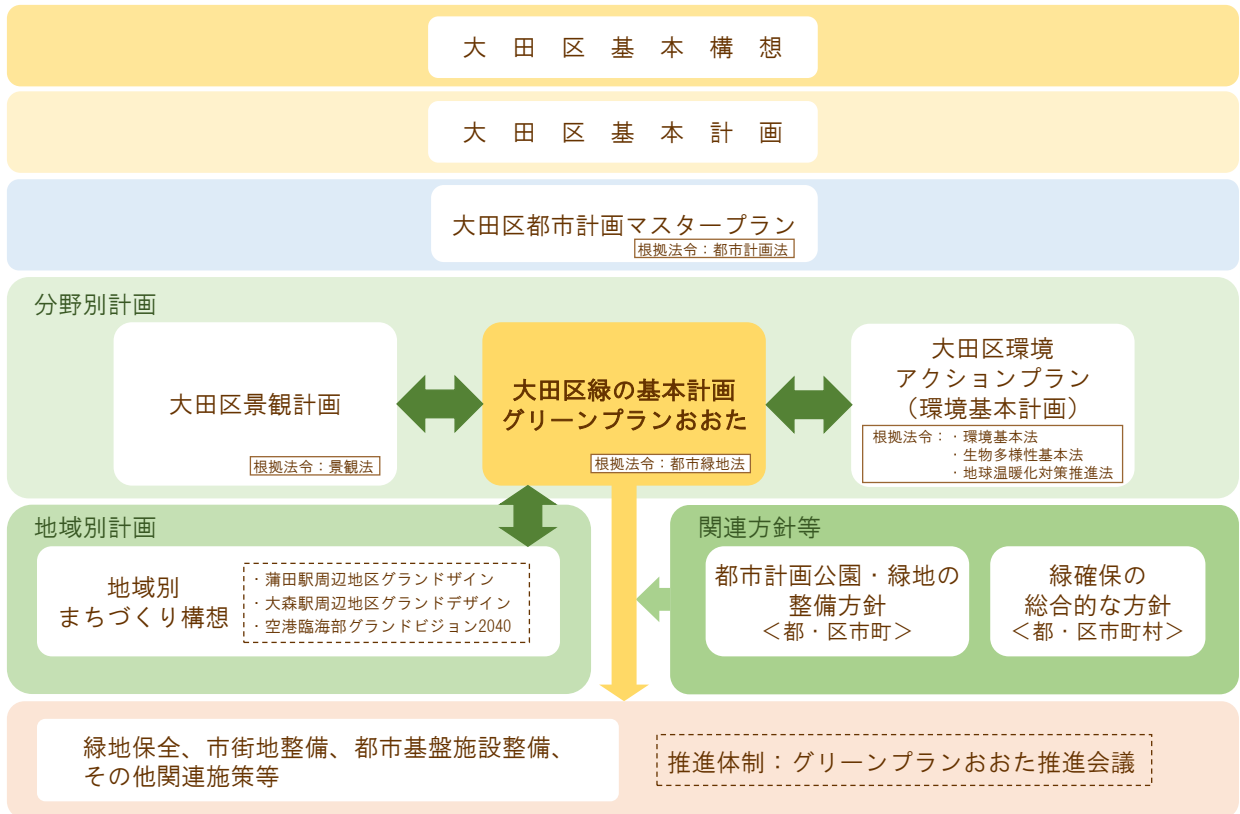 大田区基本構想
大田区基本計画
大田区都市計画マスタープラン
根拠法令：都市計画法
分野別計画
大田区景観計画
根拠法令：景観法
大田区緑の基本計画
グリーンプランおおた
根拠法令：都市緑地法
大田区環境
アクションプラン
（環境基本計画）
根拠法令：・環境基本法
・生物多様性基本法
・地球温暖化対策推進法
地域別計画
地域別
まちづくり構想
・蒲田駅周辺地区グランドザイン
・大森駅周辺地区グランドデザイン
・空港臨海部グランドビジョン2040
関連方針等
都市計画公園・緑地の
整備方針
＜都・区市町＞
緑確保の
総合的な方針
＜都・区市町村＞
緑地保全、市街地整備、都市基盤施設整備、
その他関連施策等
推進体制：グリーンプランおおた推進会議